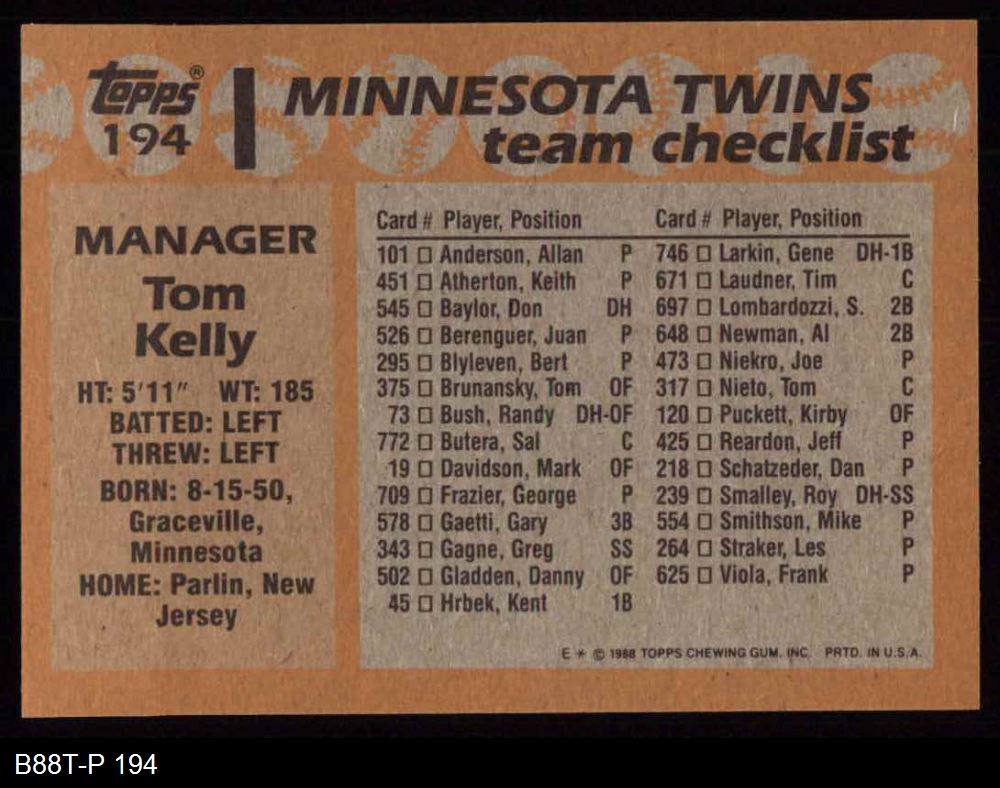 topps® MINNESOTA TWINS
194 team checklist
MANAGER
Tom
Kelly
HT: 5'11" WT: 185
BATTED: LEFT
THREW: LEFT
BORN: 8-15-50,
Graceville,
Minnesota
HOME: Parlin, New
Jersey
Card # Player, Position
101 □ Anderson, Allan P
451 □ Atherton, Keith P
545 □ Baylor, Don DH
526 □ Berenguer, Juan P
295 □ Blyleven, Bert P
375 □ Brunansky, Tom OF
73 □ Bush, Randy DH-OF
772 □ Butera, Sal C
19 □ Davidson, Mark OF
709 □ Frazier, George P
578 □ Gaetti, Gary 3B
343 □ Gagne, Greg SS
502 □ Gladden, Danny OF
45 □ Hrbek, Kent 1B
Card # Player, Position
746 □ Larkin, Gene DH-1B
671 □ Laudner, Tim C
697 □ Lombardozzi, S. 2B
648 □ Newman, Al 2B
473 □ Niekro, Joe P
317 □ Nieto, Tom C
120 □ Puckett, Kirby OF
425 □ Reardon, Jeff P
218 □ Schatzeder, Dan P
239 □ Smalley, Roy DH-SS
554 □ Smithson, Mike P
264 □ Straker, Les P
625 □ Viola, Frank P
E * © 1988 TOPPS CHEWING GUM, INC. PRTD. IN U.S.A.
B88T-P 194